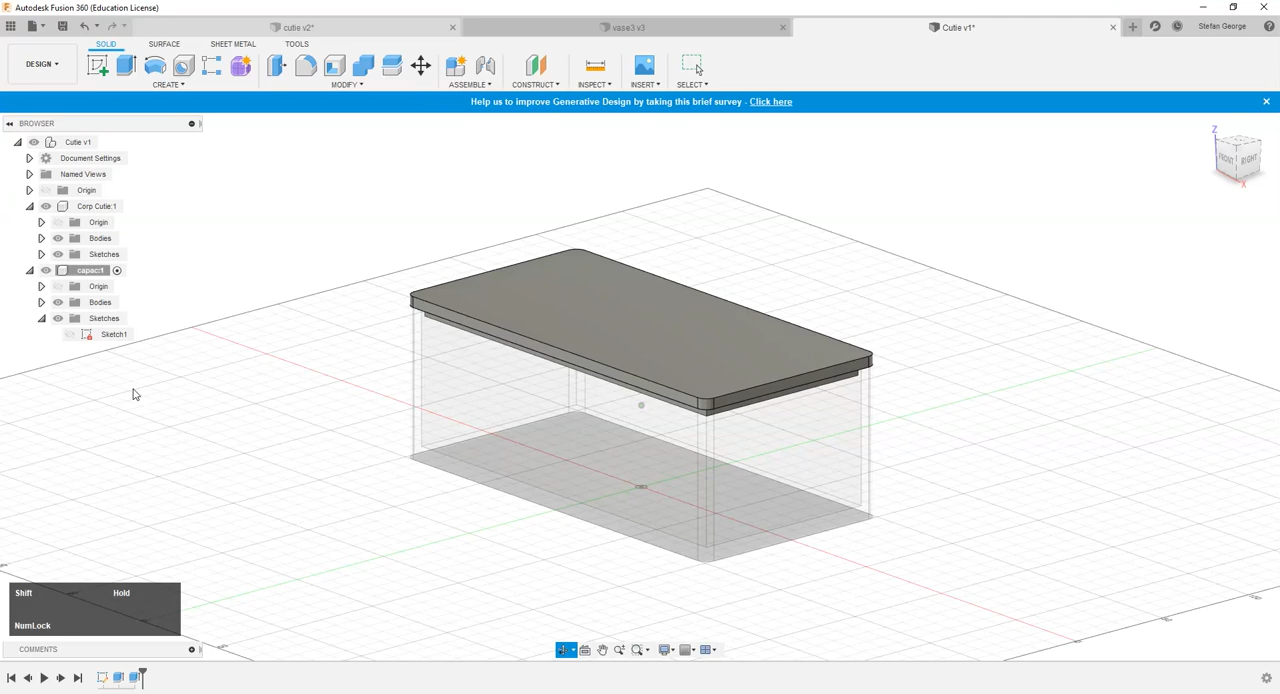 Autodesk Fusion 360 (Education License)
cutie v2*
vase3 v3
Cutie v1*
Stefan George
DESIGN
SOLID
SURFACE
SHEET METAL
TOOLS
CREATE
MODIFY
ASSEMBLE
CONSTRUCT
INSPECT
INSERT
SELECT
Help us to improve Generative Design by taking this brief survey - Click here
BROWSER
Cutie v1
Document Settings
Named Views
Origin
Corp Cutie:1
Origin
Bodies
Sketches
capac:1
Origin
Bodies
Sketches
Sketch1
Z
FRONT
RIGHT
X
Shift
Hold
NumLock
COMMENTS